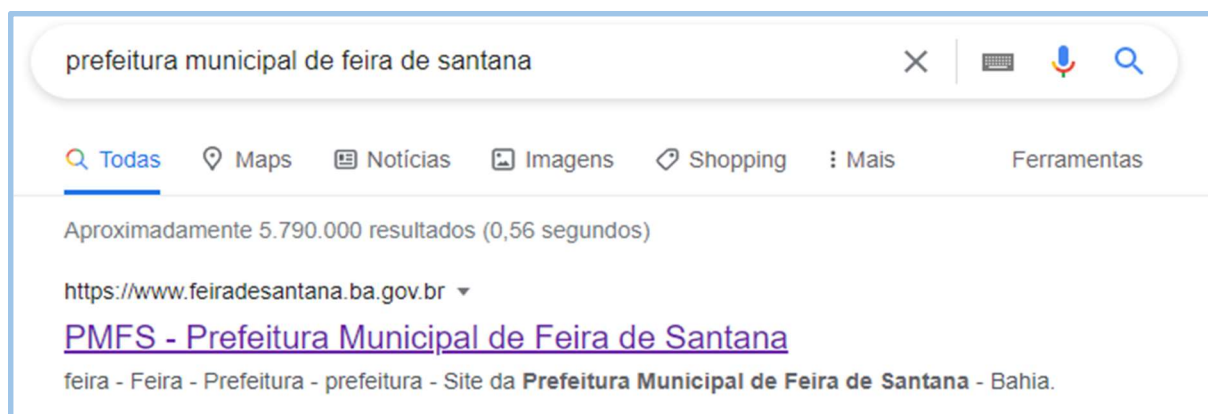 prefeitura municipal de feira de santana
Todas Maps Notícias Imagens Shopping Mais Ferramentas
Aproximadamente 5.790.000 resultados (0,56 segundos)
https://www.feiradesantana.ba.gov.br
PMFS - Prefeitura Municipal de Feira de Santana
feira - Feira - Prefeitura - prefeitura - Site da Prefeitura Municipal de Feira de Santana - Bahia.